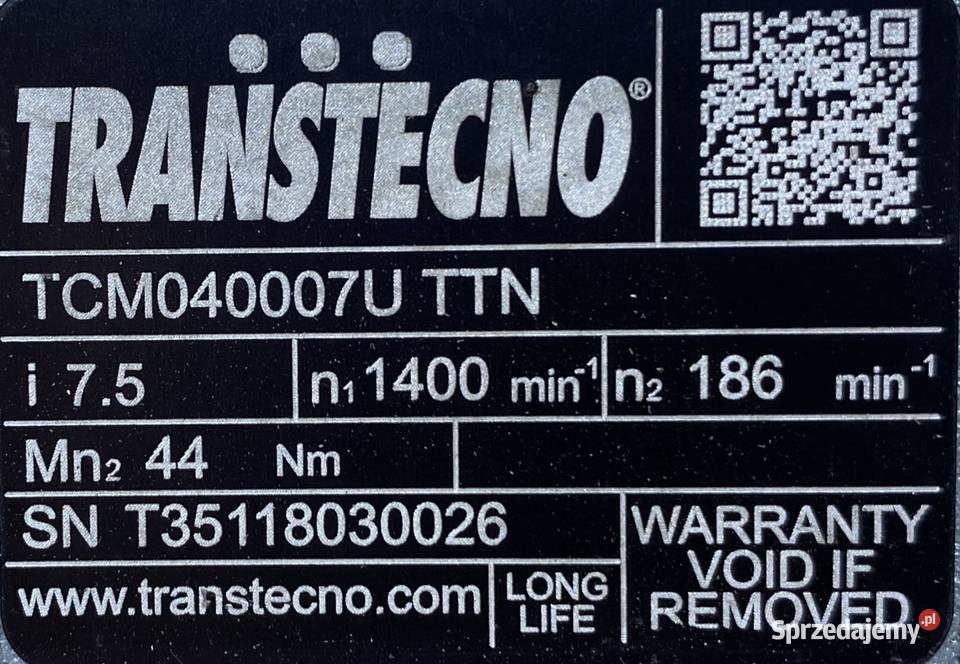 TRANSTECNO®
TCM040007U TTN
i 7.5 n₁ 1400 min⁻¹ n₂ 186 min⁻¹
Mn₂ 44 Nm
SN T35118030026
www.transtecno.com
LONG
LIFE
WARRANTY
VOID IF
REMOVED
Sprzedajemy.pl